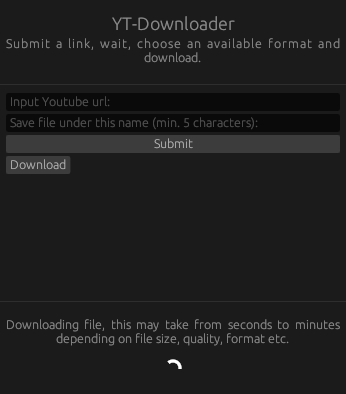 YT-Downloader
Submit a link, wait, choose an available format and
download.
Input Youtube url:
Save file under this name (min. 5 characters):
Submit
Download
Downloading file, this may take from seconds to minutes
depending on file size, quality, format etc.